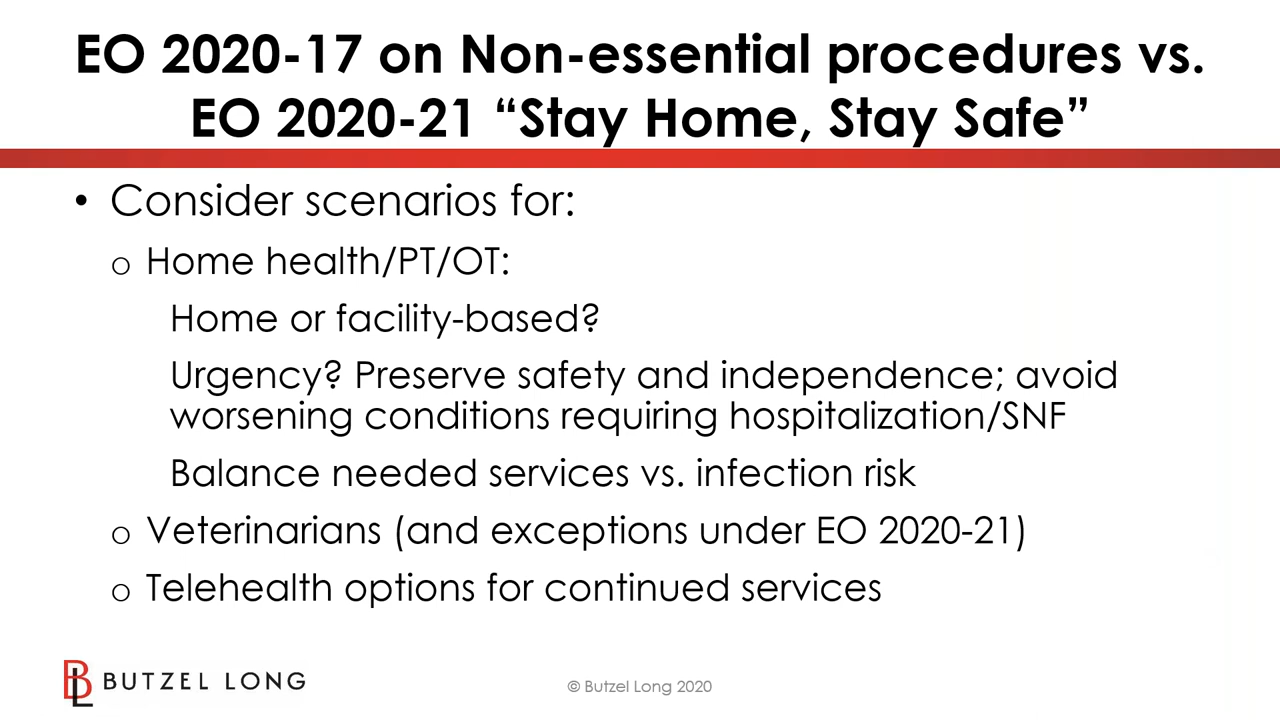 EO 2020-17 on Non-essential procedures vs.
EO 2020-21 “Stay Home, Stay Safe”
• Consider scenarios for:
o Home health/PT/OT:
Home or facility-based?
Urgency? Preserve safety and independence; avoid
worsening conditions requiring hospitalization/SNF
Balance needed services vs. infection risk
o Veterinarians (and exceptions under EO 2020-21)
o Telehealth options for continued services
BL BUTZEL LONG
© Butzel Long 2020